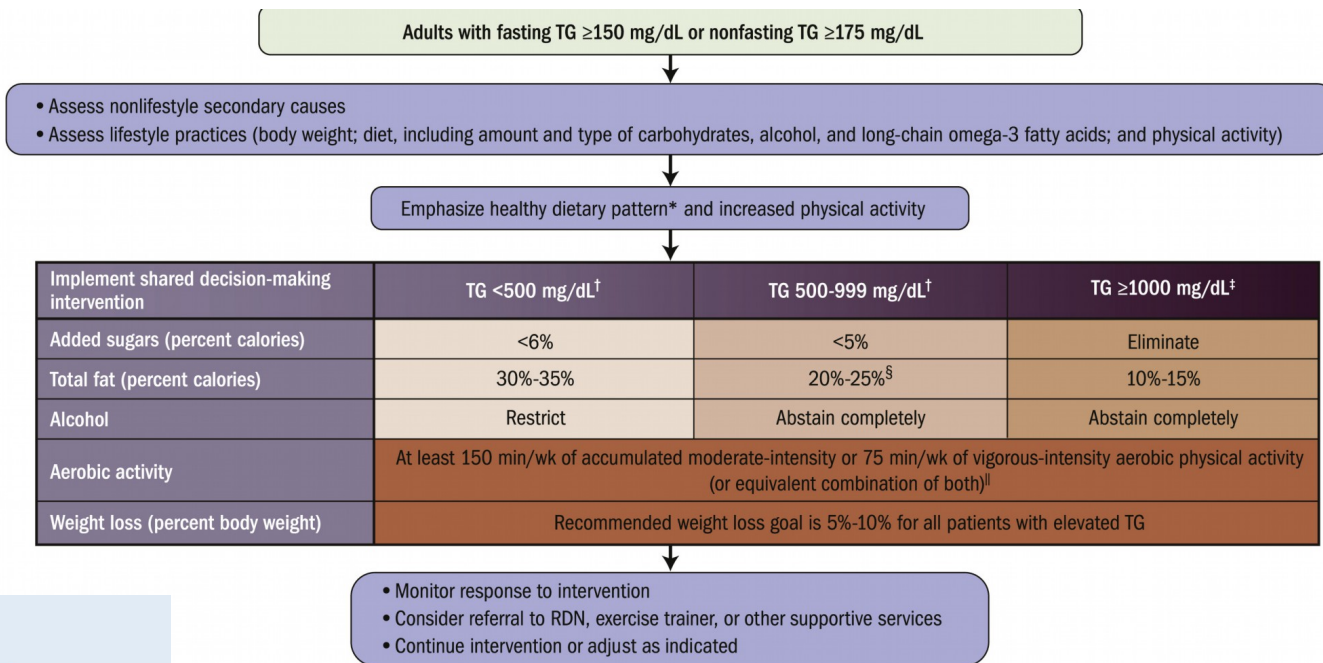 Adults with fasting TG ≥150 mg/dL or nonfasting TG ≥175 mg/dL
• Assess nonlifestyle secondary causes
• Assess lifestyle practices (body weight; diet, including amount and type of carbohydrates, alcohol, and long-chain omega-3 fatty acids; and physical activity)
Emphasize healthy dietary pattern* and increased physical activity
Implement shared decision-making
intervention
TG <500 mg/dL†
TG 500-999 mg/dL†
TG ≥1000 mg/dL‡
Added sugars (percent calories)
<6%
<5%
Eliminate
Total fat (percent calories)
30%-35%
20%-25%§
10%-15%
Alcohol
Restrict
Abstain completely
Abstain completely
Aerobic activity
At least 150 min/wk of accumulated moderate-intensity or 75 min/wk of vigorous-intensity aerobic physical activity
(or equivalent combination of both)||
Weight loss (percent body weight)
Recommended weight loss goal is 5%-10% for all patients with elevated TG
• Monitor response to intervention
• Consider referral to RDN, exercise trainer, or other supportive services
• Continue intervention or adjust as indicated